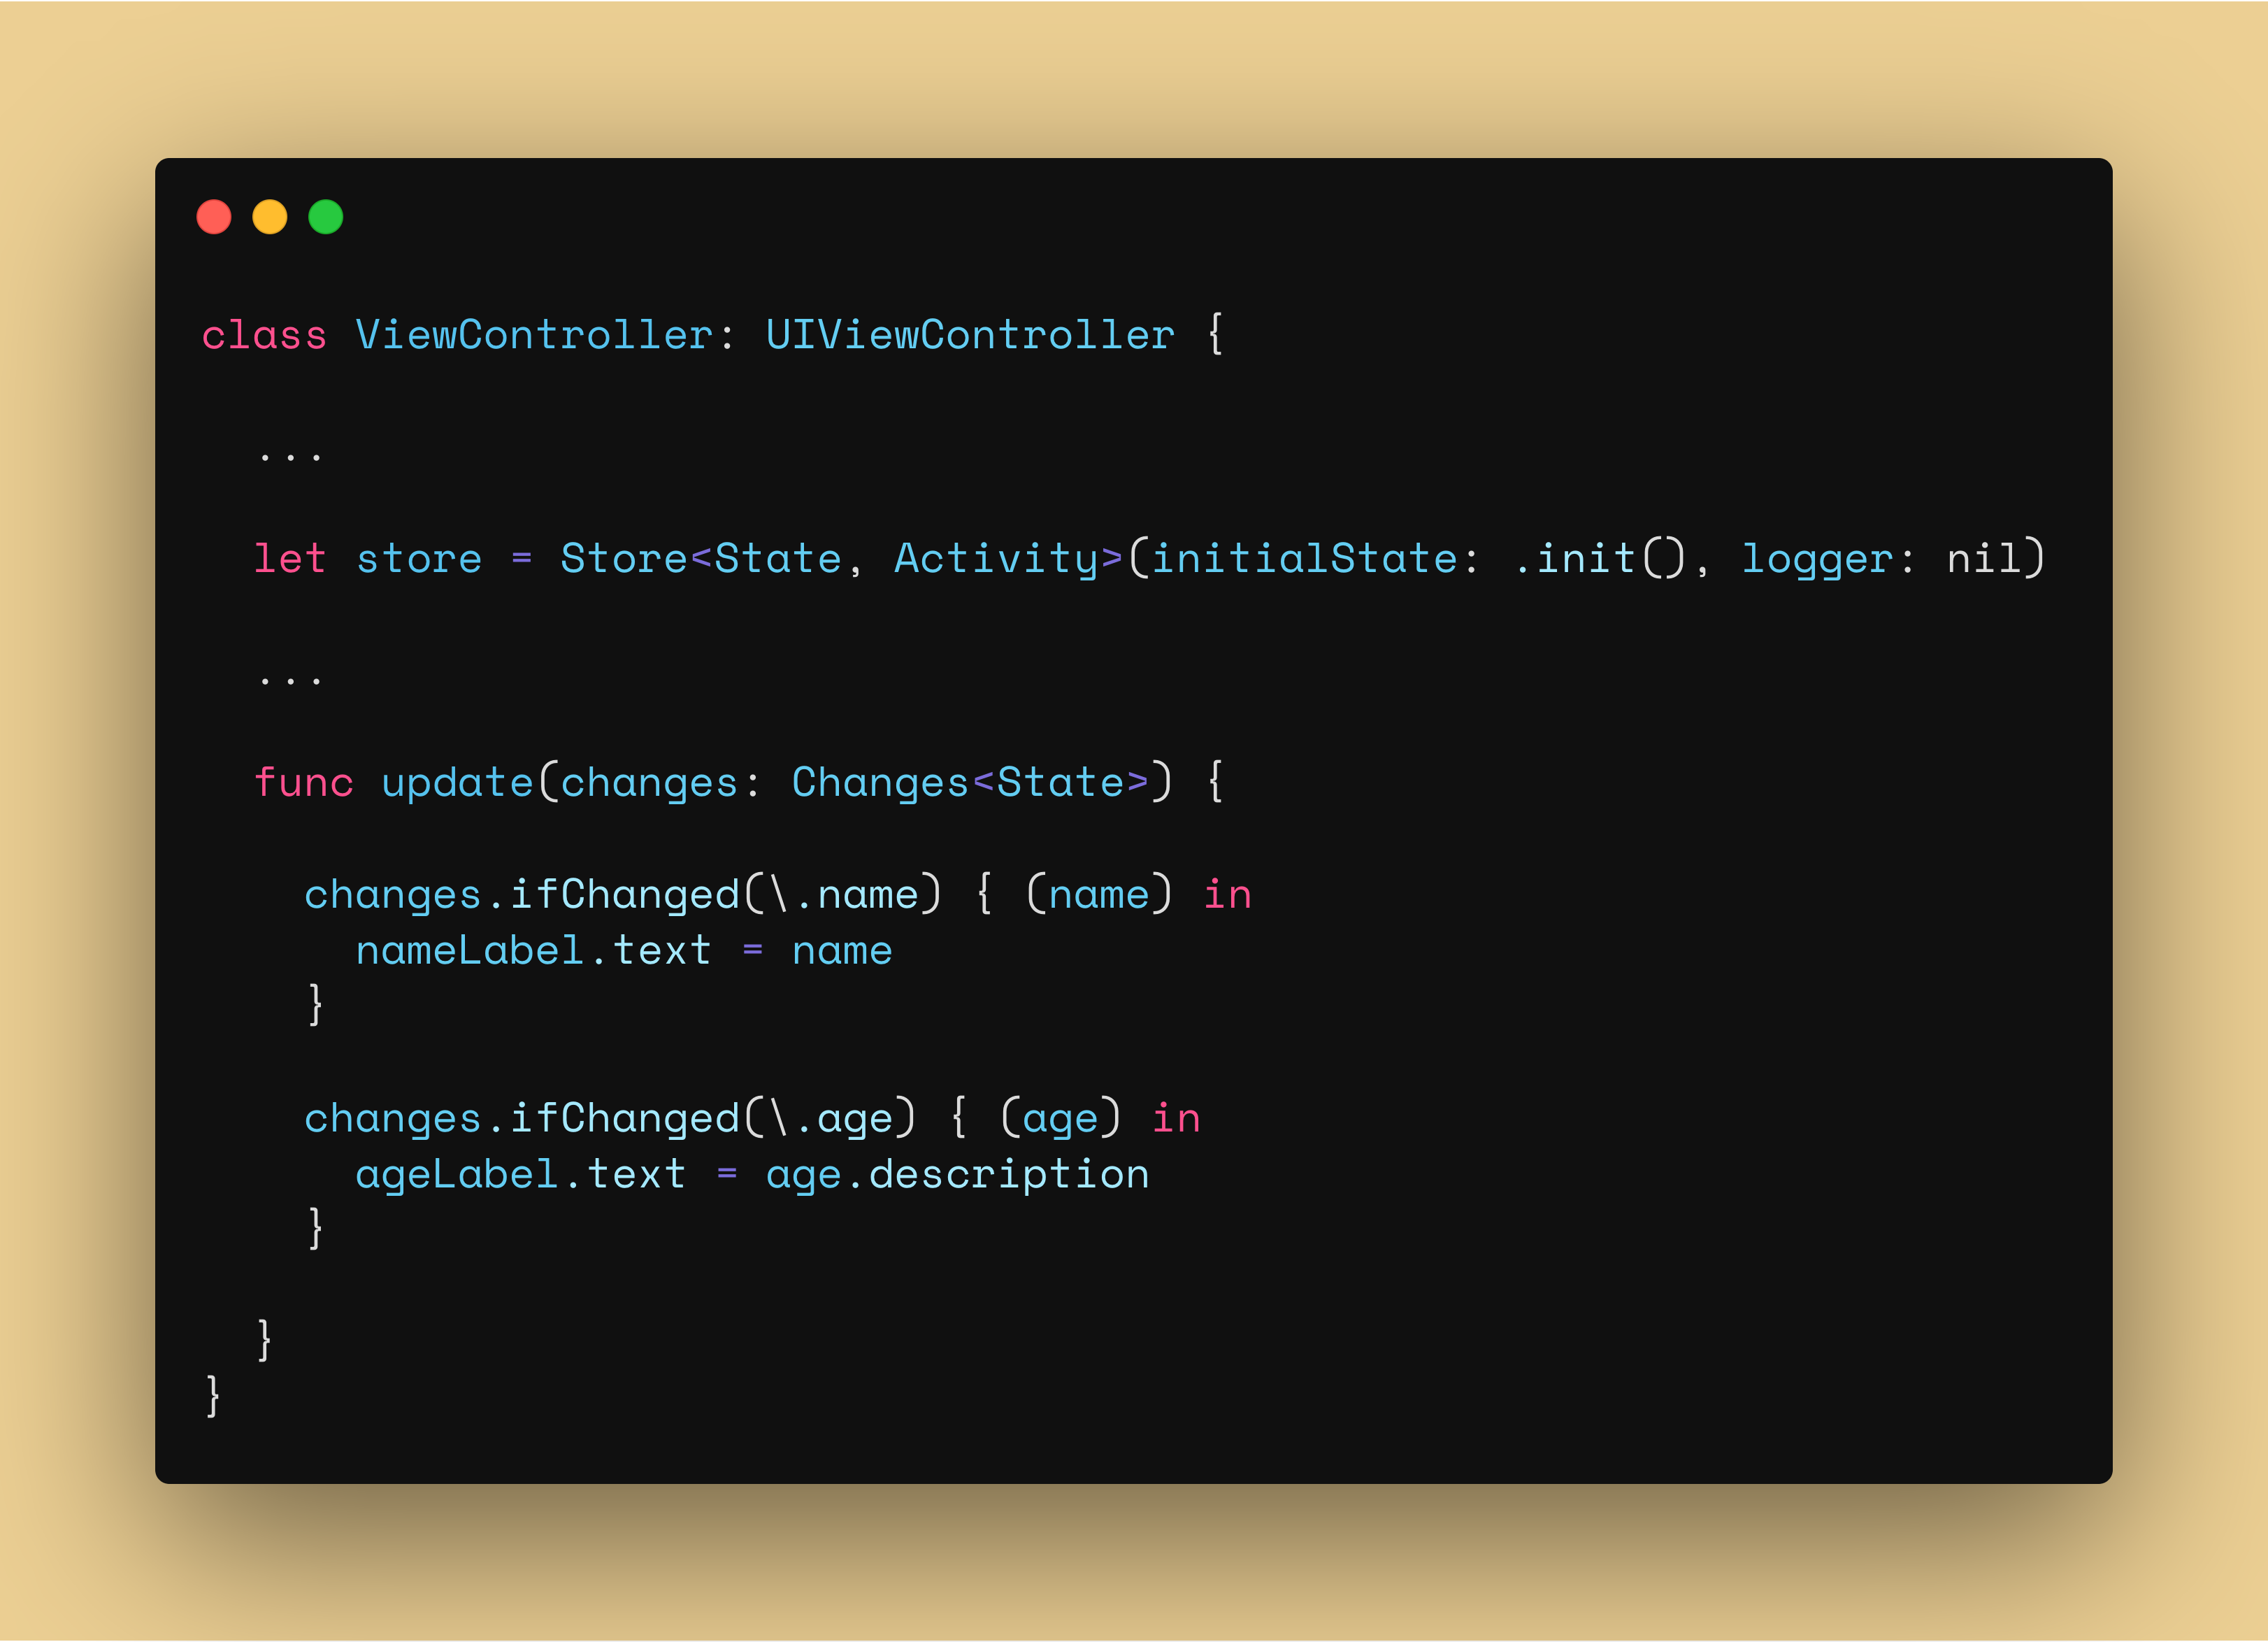 class ViewController: UIViewController {
...
let store = Store<State, Activity>(initialState: .init(), logger: nil)
...
func update(changes: Changes<State>) {
changes.ifChanged(\.name) { (name) in
nameLabel.text = name
}
changes.ifChanged(\.age) { (age) in
ageLabel.text = age.description
}
}
}